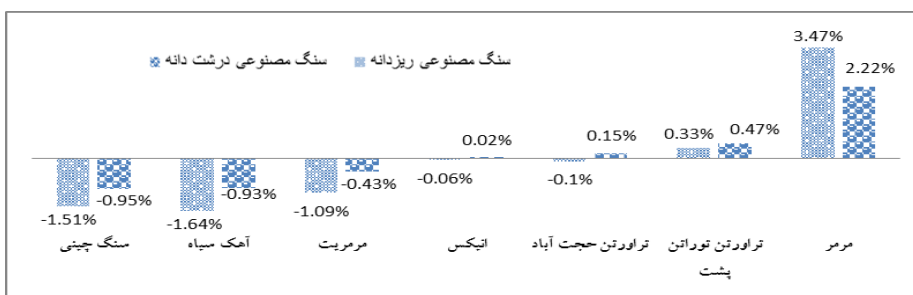 سنگ مصنوعی ریزدانه سنگ مصنوعی درشت دانه
3.47%
2.22%
0.33%
0.47%
-0.1%
0.15%
-0.06%
0.02%
-1.09%
-0.43%
-1.64%
-0.93%
-1.51%
-0.95%
مرمر
تراورتن توراتن
پشت
تراورتن حجت آباد
انیکس
مرمریت
آهک سیاه
سنگ چینی